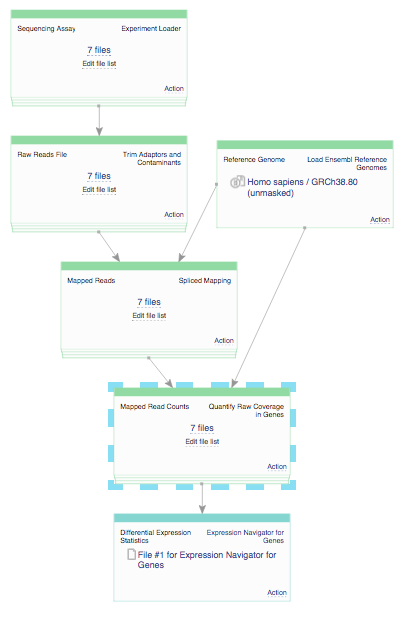 Sequencing Assay Experiment Loader
7 files
Edit file list
Action
Raw Reads File Trim Adaptors and
Contaminants
7 files
Edit file list
Action
Reference Genome Load Ensembl Reference
Genomes
Homo sapiens / GRCh38.80
(unmasked)
Action
Mapped Reads Spliced Mapping
7 files
Edit file list
Action
Mapped Read Counts Quantify Raw Coverage
in Genes
7 files
Edit file list
Action
Differential Expression Expression Navigator for
Statistics Genes
File #1 for Expression Navigator for
Genes
Action